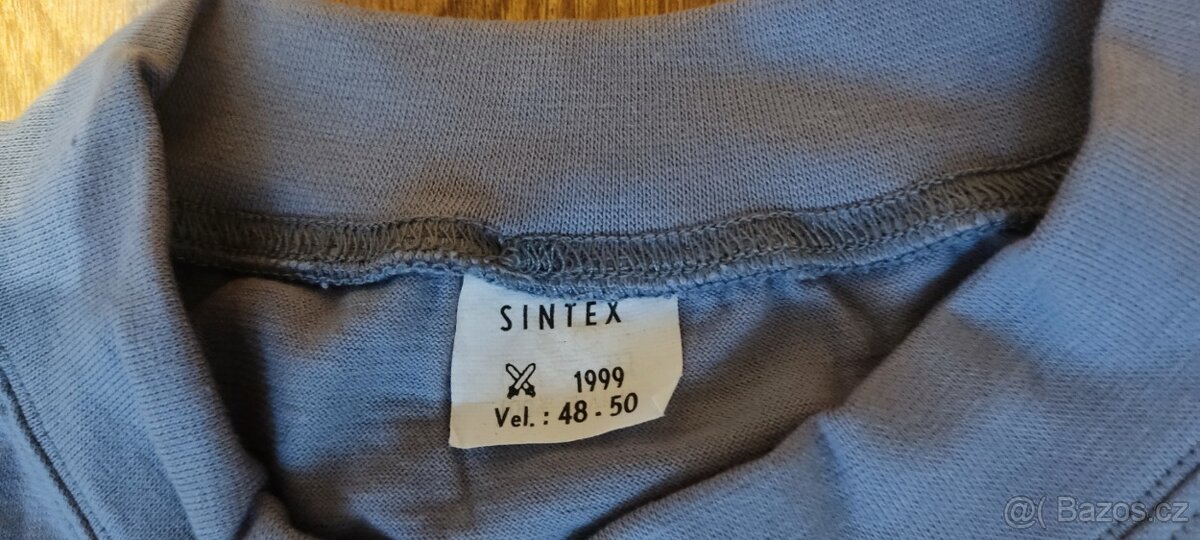 SINTEX
1999
Vel. : 48 - 50
@( Bazos.cz